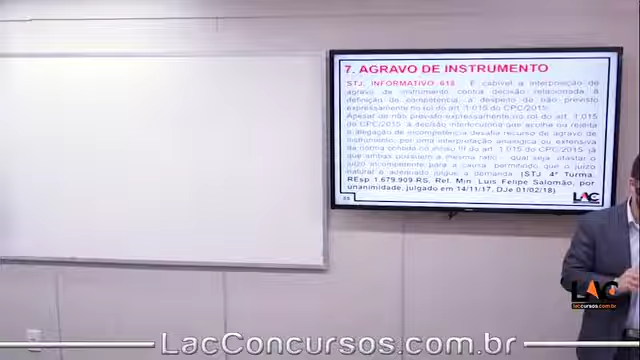 7. AGRAVO DE INSTRUMENTO
STJ, INFORMATIVO 618 - É cabível a interposição de
agravo de instrumento contra decisão relacionada à
definição de competência, a despeito de não previsto
expressamente no rol do art. 1.015 do CPC/2015.
Apesar de não previsto expressamente no rol do art. 1.015
do CPC/2015, a decisão interlocutória que acolhe ou rejeita
a alegação de incompetência desafia recurso de agravo de
instrumento, por uma interpretação analógica ou extensiva
da norma contida no inciso III do art. 1.015 do CPC/2015, já
que ambas possuem a mesma ratio -, qual seja, afastar o
juízo incompetente para a causa, permitindo que o juízo
natural e adequado julgue a demanda. (STJ 4ª Turma.
REsp 1.679.909-RS, Rel. Min. Luis Felipe Salomão, por
unanimidade, julgado em 14/11/17, DJe 01/02/18)
LAC
LAC
laccursos.com.br
LacConcursos.com.br